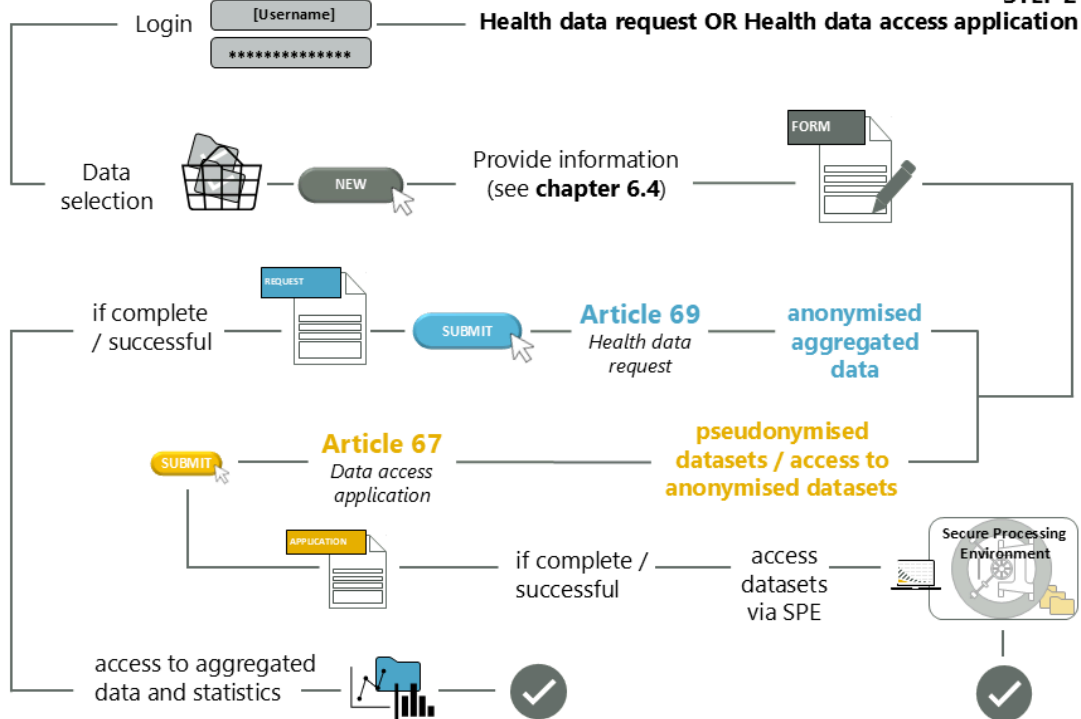 STEP 2
Health data request OR Health data access application
Login
[Username]
**************
Data
selection
NEW
Provide information
(see chapter 6.4)
FORM
if complete
/ successful
REQUEST
SUBMIT
Article 69
Health data
request
anonymised
aggregated
data
SUBMIT
Article 67
Data access
application
pseudonymised
datasets / access to
anonymised datasets
APPLICATION
if complete /
successful
access
datasets
via SPE
Secure Processing
Environment
access to aggregated
data and statistics